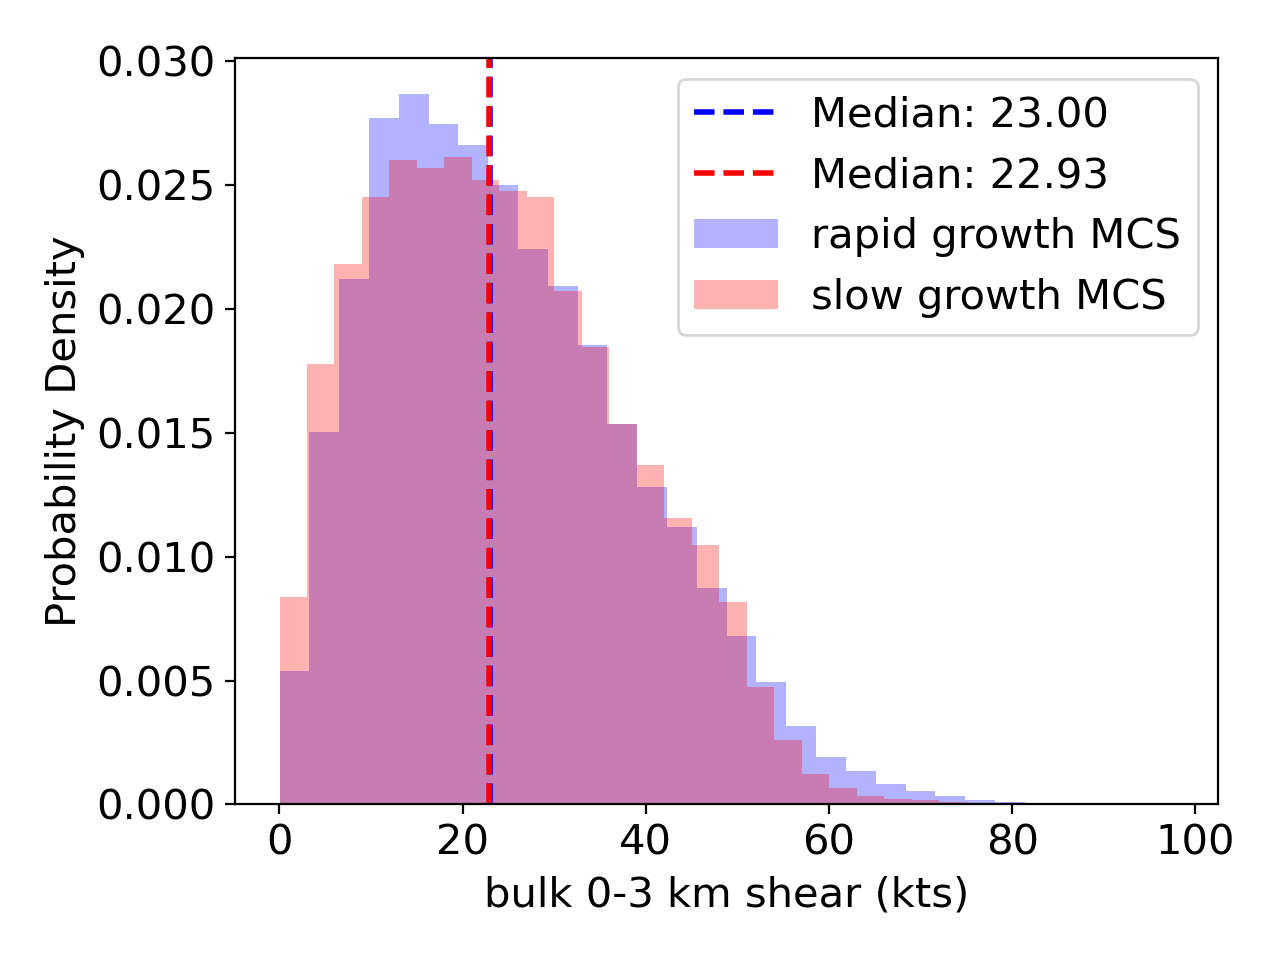 0.030
0.025
0.020
0.015
0.010
0.005
0.000
Probability Density
Median: 23.00
Median: 22.93
rapid growth MCS
slow growth MCS
0 20 40 60 80 100
bulk 0-3 km shear (kts)